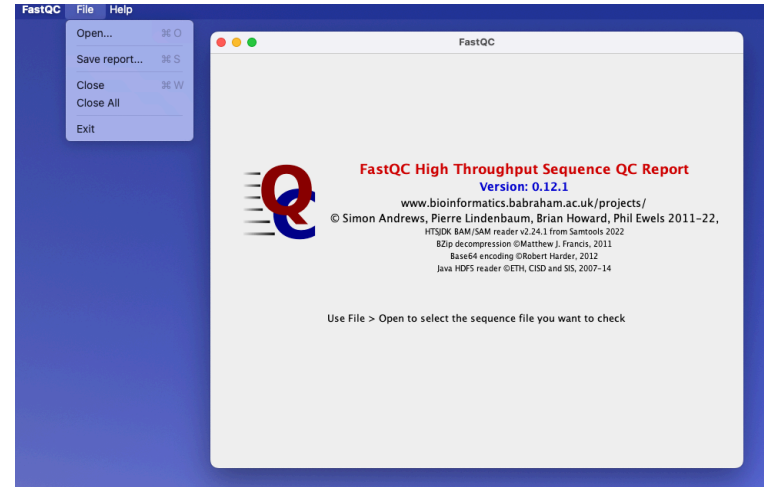 FastQC File Help
Open... ⌘ O
Save report... ⌘ S
Close ⌘ W
Close All
Exit
FastQC
QC
FastQC High Throughput Sequence QC Report
Version: 0.12.1
www.bioinformatics.babraham.ac.uk/projects/
© Simon Andrews, Pierre Lindenbaum, Brian Howard, Phil Ewels 2011-22,
HTSJDK BAM/SAM reader v2.24.1 from Samtools 2022
BZip decompression ©Matthew J. Francis, 2011
Base64 encoding ©Robert Harder, 2012
Java HDF5 reader ©ETH, CISD and SIS, 2007-14
Use File > Open to select the sequence file you want to check